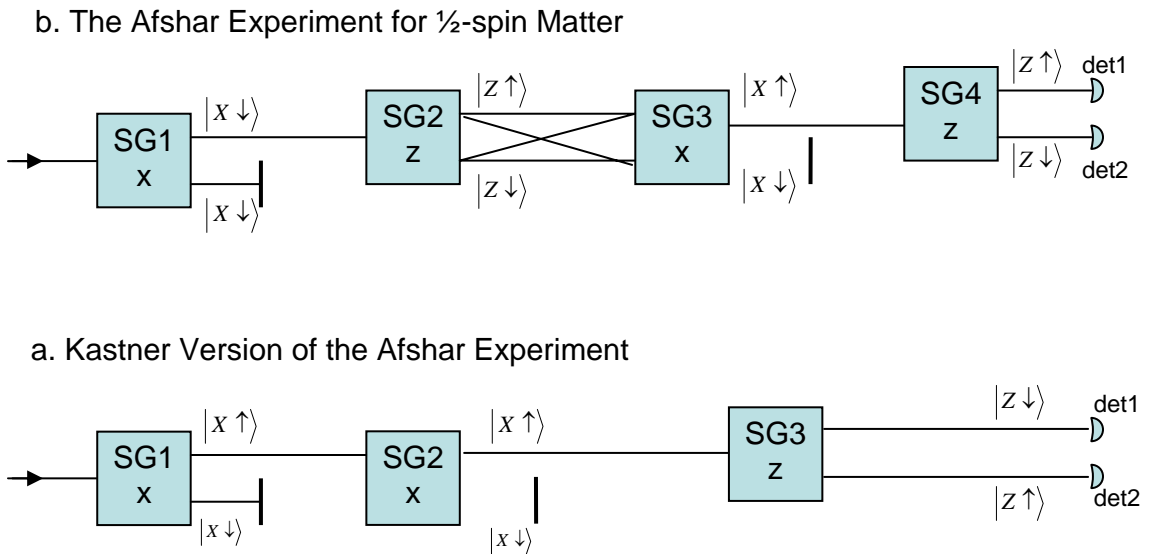 b. The Afshar Experiment for ½-spin Matter
|X ↓⟩
|Z ↑⟩
|X ↑⟩
|Z ↑⟩ det1
SG1
x
SG2
z
SG3
x
SG4
z
|X ↓⟩
|Z ↓⟩
|X ↓⟩
|Z ↓⟩ det2
a. Kastner Version of the Afshar Experiment
|X ↑⟩
|X ↑⟩
|Z ↓⟩ det1
SG1
x
SG2
x
SG3
z
|X ↓⟩
|X ↓⟩
|Z ↑⟩ det2